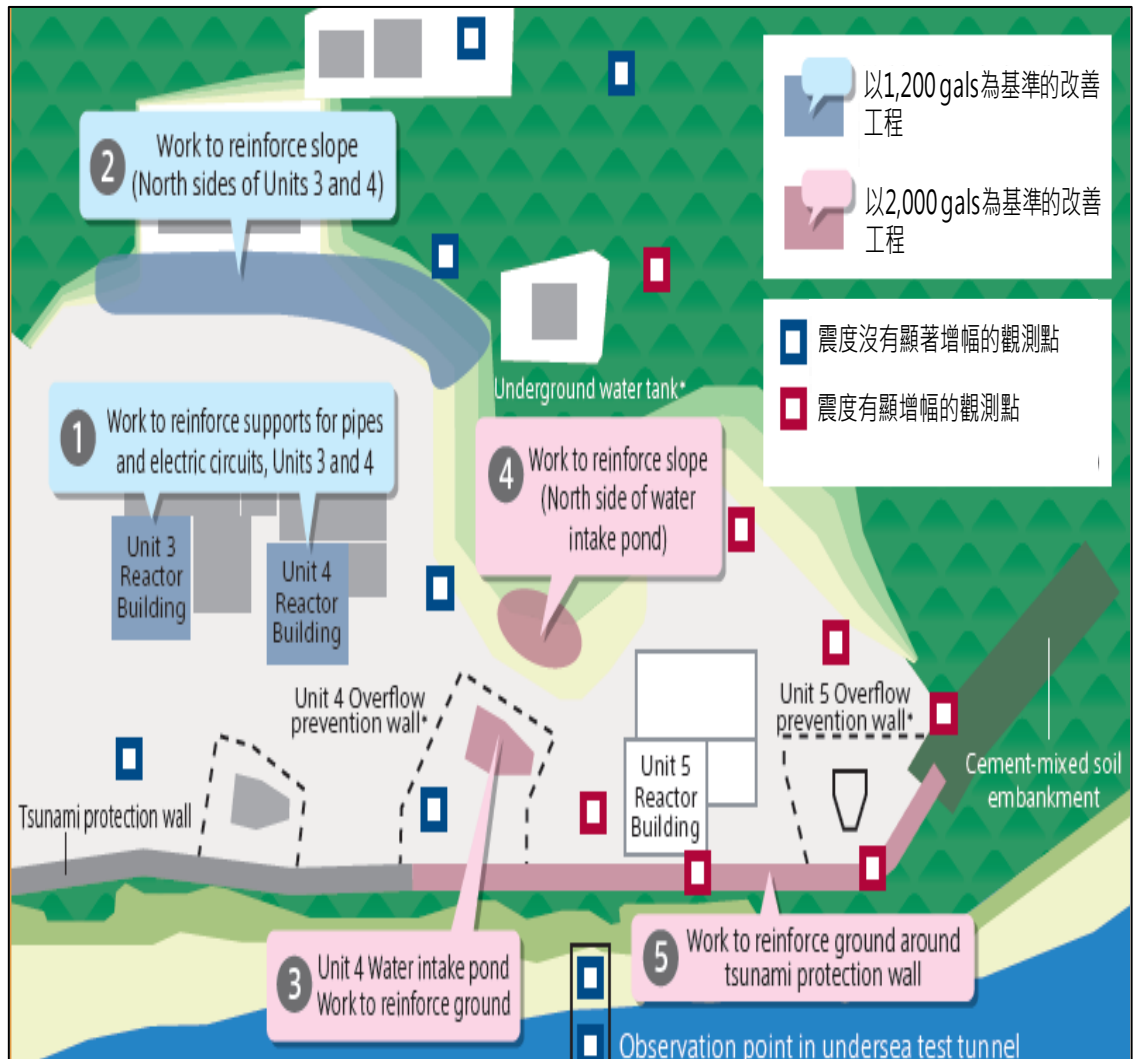 2
Work to reinforce slope
(North sides of Units 3 and 4)
以1,200 gals為基準的改善
工程
以2,000 gals為基準的改善
工程
震度沒有顯著增幅的觀測點
震度有顯增幅的觀測點
Underground water tank*
1
Work to reinforce supports for pipes
and electric circuits, Units 3 and 4
4
Work to reinforce slope
(North side of water
intake pond)
Unit 3
Reactor
Building
Unit 4
Reactor
Building
Unit 4 Overflow
prevention wall*
Unit 5 Overflow
prevention wall*
Unit 5
Reactor
Building
Cement-mixed soil
embankment
Tsunami protection wall
3
Unit 4 Water intake pond
Work to reinforce ground
5
Work to reinforce ground around
tsunami protection wall
Observation point in undersea test tunnel